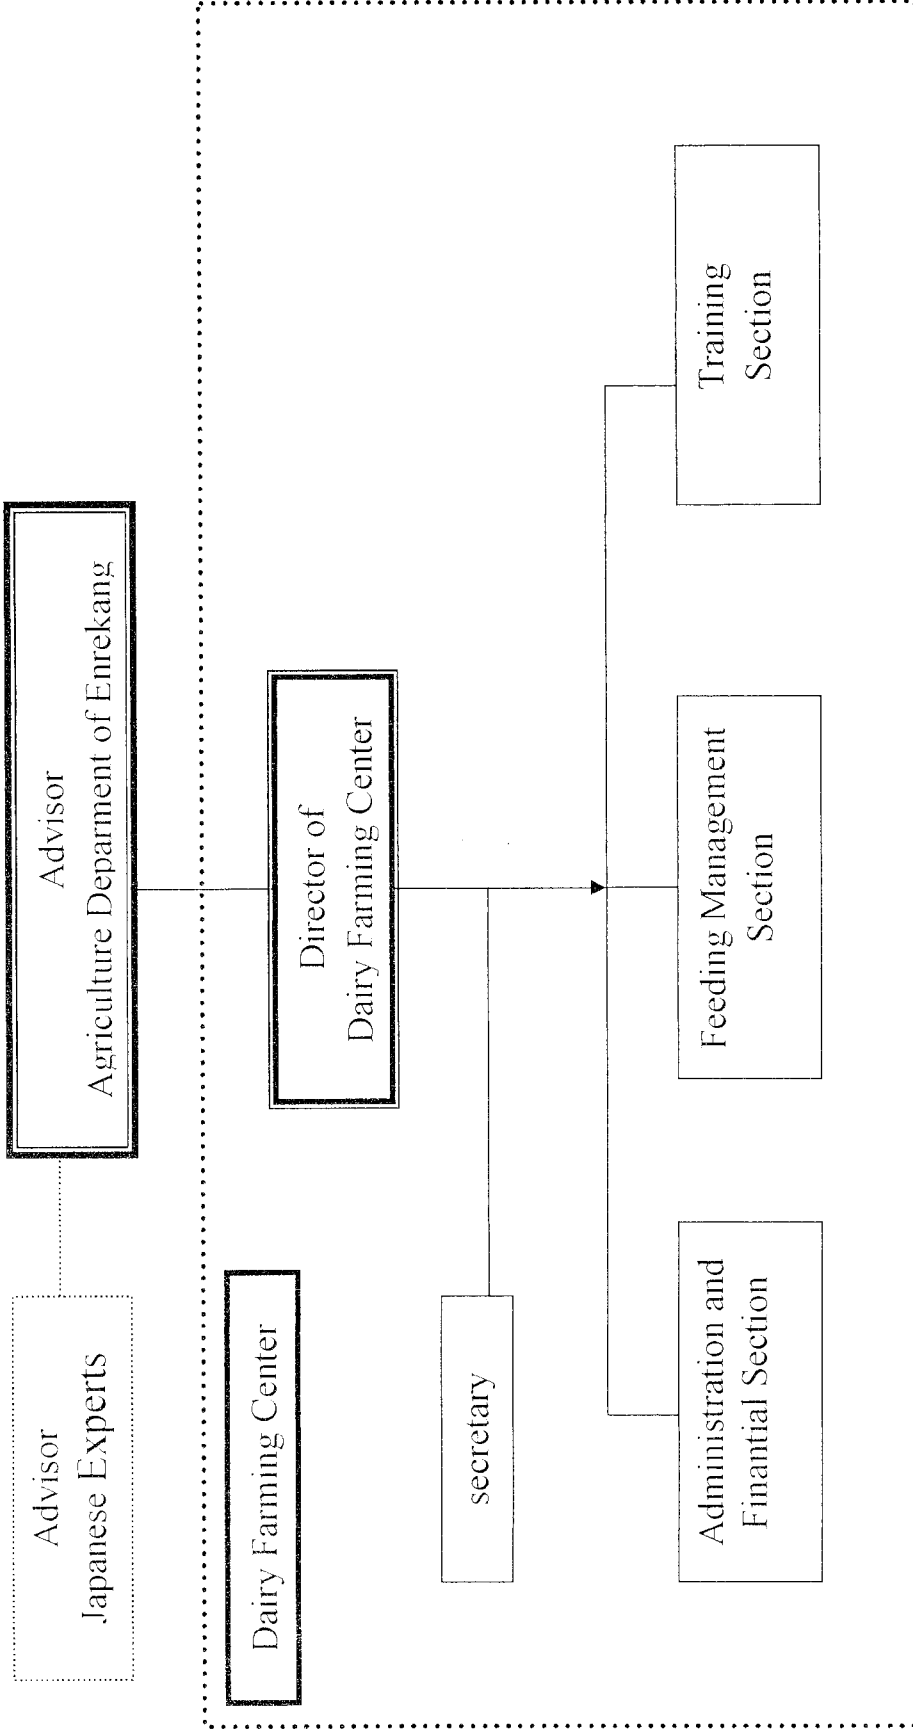 Advisor
Japanese Experts
Advisor
Agriculture Deparment of Enrekang
Dairy Farming Center
Director of
Dairy Farming Center
secretary
Administration and
Finantial Section
Feeding Management
Section
Training
Section